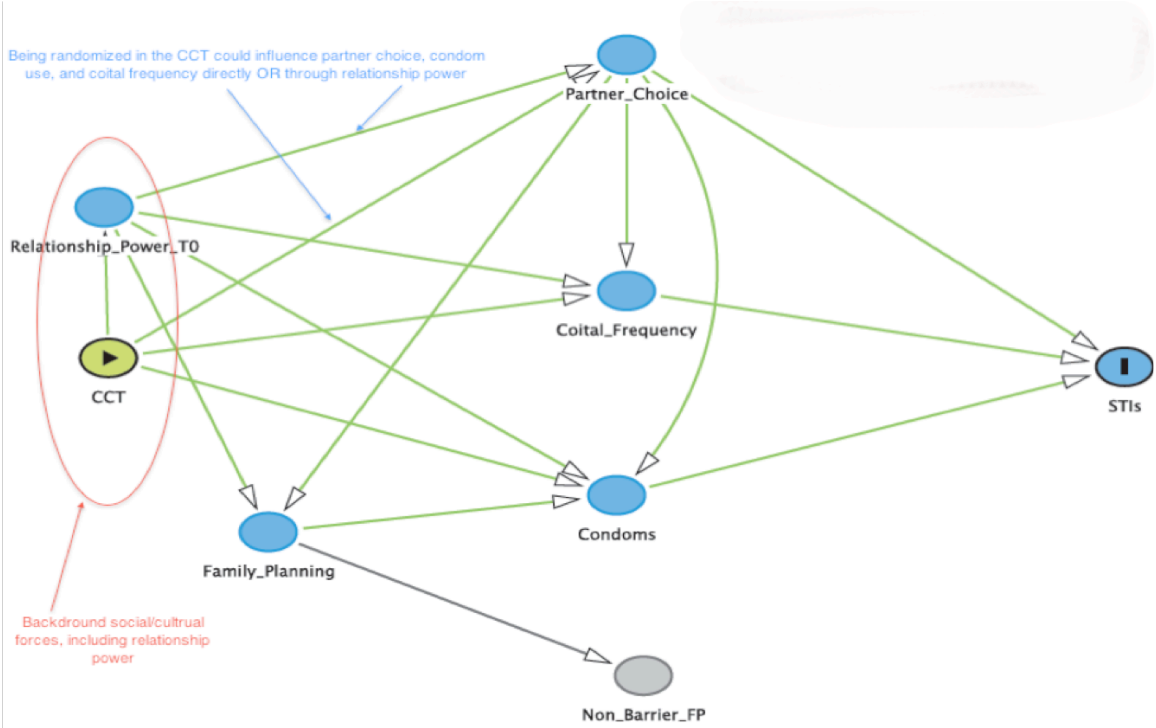 Being randomized in the CCT could influence partner choice, condom
use, and coital frequency directly OR through relationship power
Partner_Choice
Relationship_Power_T0
Coital_Frequency
CCT
STIs
Condoms
Family_Planning
Backdround social/cultrual
forces, including relationship
power
Non_Barrier_FP